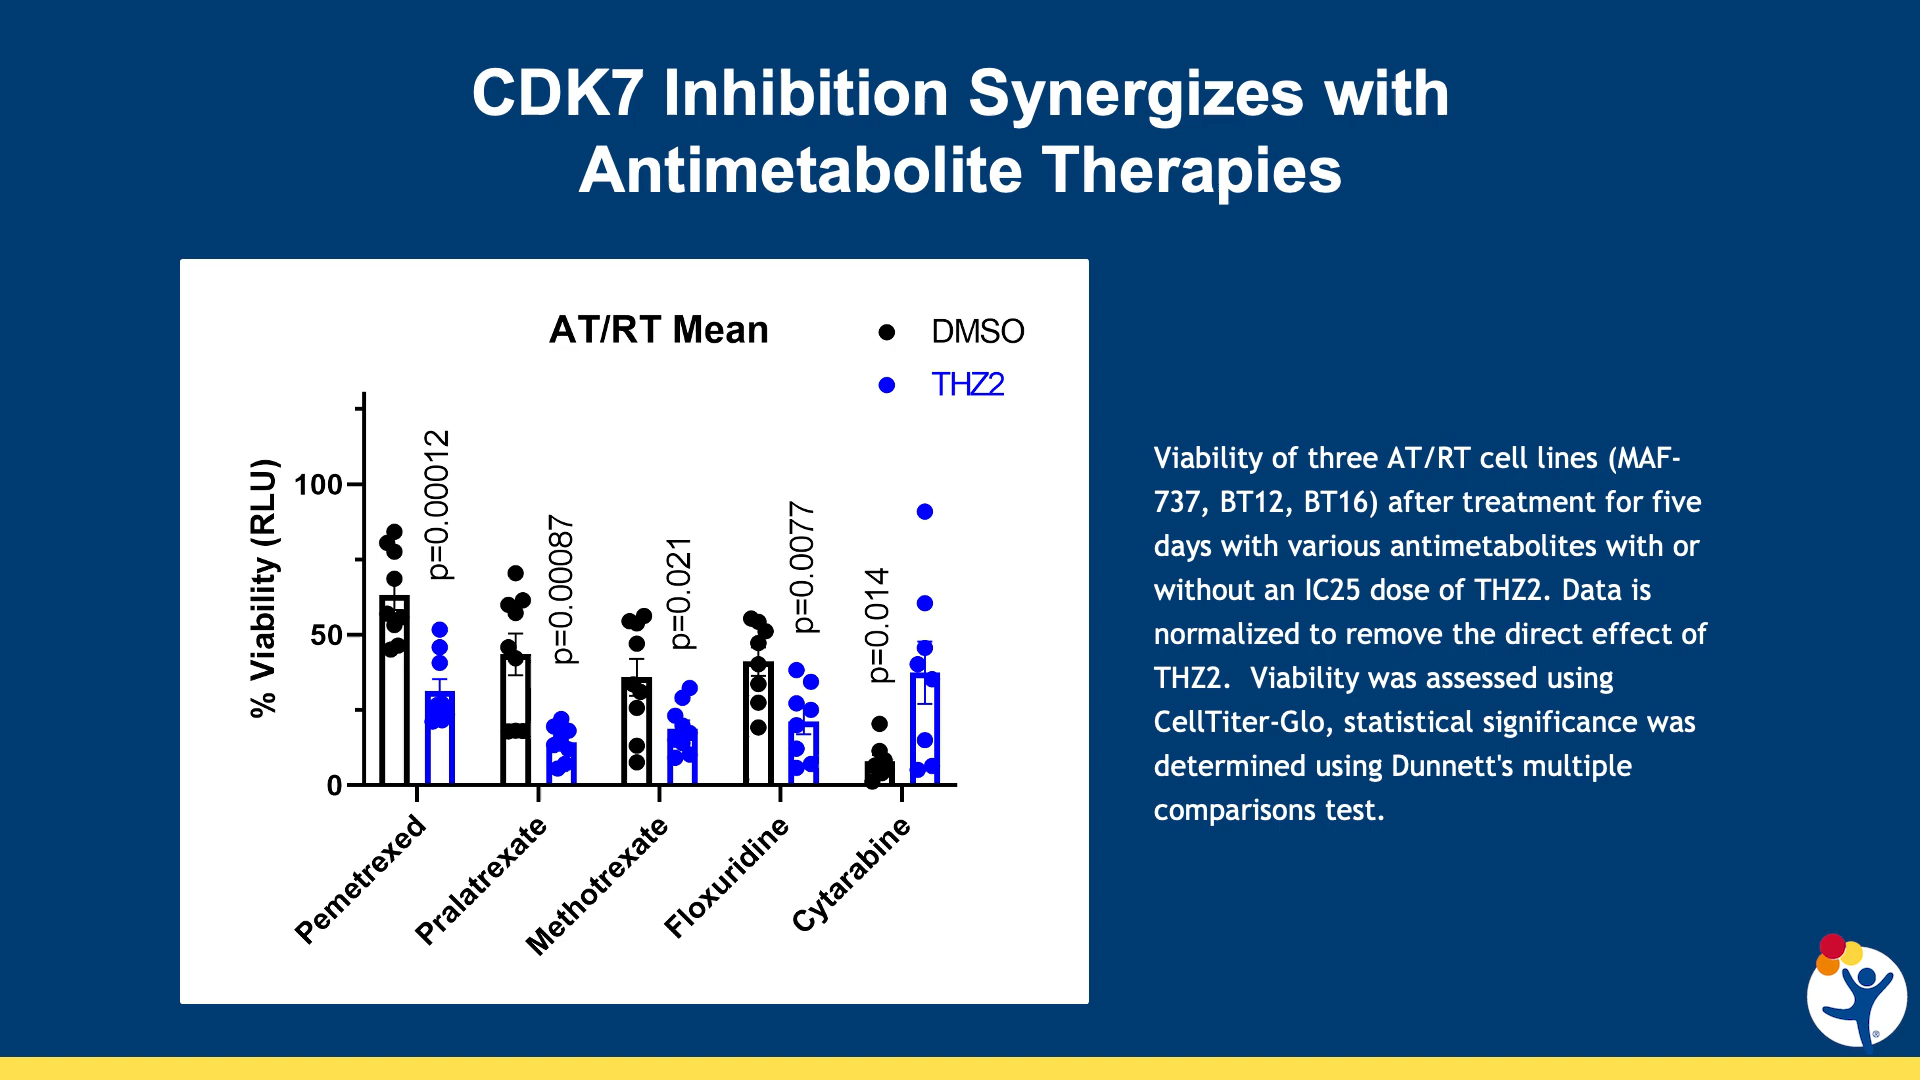 CDK7 Inhibition Synergizes with
Antimetabolite Therapies
AT/RT Mean
DMSO
THZ2
% Viability (RLU)
100
50
0
p=0.00012
p=0.00087
p=0.021
p=0.0077
p=0.014
Pemetrexed
Pralatrexate
Methotrexate
Floxuridine
Cytarabine
Viability of three AT/RT cell lines (MAF-
737, BT12, BT16) after treatment for five
days with various antimetabolites with or
without an IC25 dose of THZ2. Data is
normalized to remove the direct effect of
THZ2.  Viability was assessed using
CellTiter-Glo, statistical significance was
determined using Dunnett's multiple
comparisons test.
®